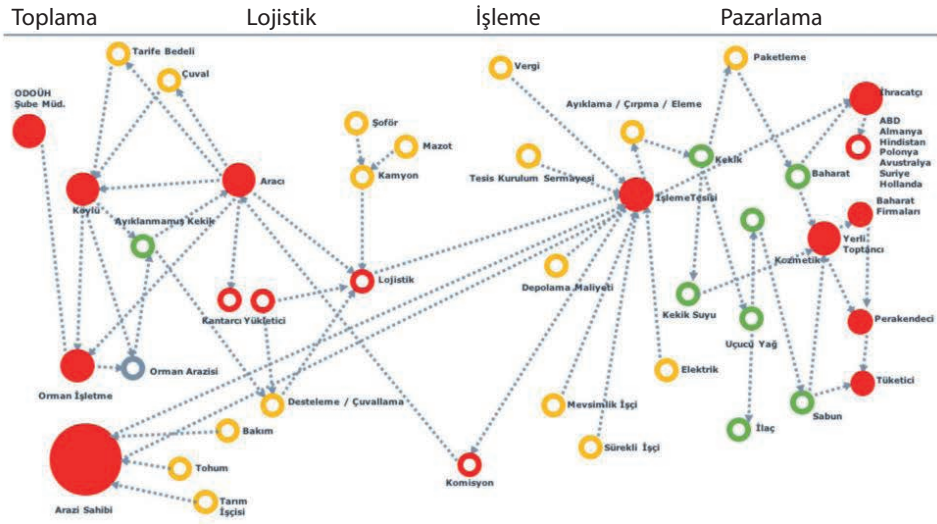 Toplama
Lojistik
İşleme
Pazarlama
Tarife Bedeli
Çuval
ODOÜH
Şube Müd.
Köylü
Ayıklanmamış Kekik
Aracı
Şoför
Mazot
Kamyon
Lojistik
Kantarcı
Yükletici
Orman İşletme
Orman Arazisi
Desteleme / Çuvallama
Bakım
Tohum
Tarım
İşçisi
Arazi Sahibi
Komisyon
Vergi
Ayıklama / Çırpma / Eleme
Tesis Kurulum Sermayesi
İşlemeTesisi
Depolama Maliyeti
Elektrik
Mevsimlik İşçi
Sürekli İşçi
Paketleme
Kekik
Baharat
Kozmetik
Kekik Suyu
Uçucu Yağ
İlaç
Sabun
İhracatçı
ABD
Almanya
Hindistan
Polonya
Avustralya
Suriye
Hollanda
Baharat
Firmaları
Yerli
Toptancı
Perakendeci
Tüketici